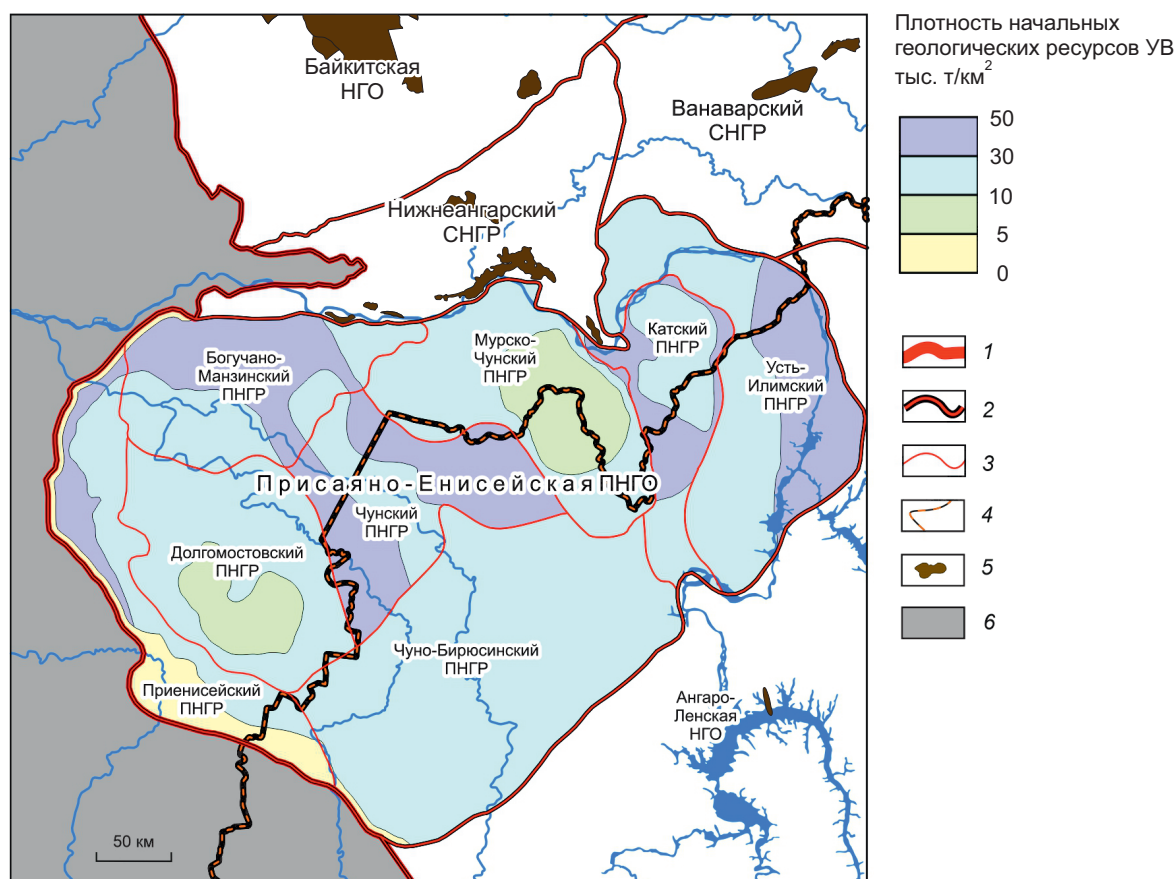 Плотность начальных
геологических ресурсов УВ
тыс. т/км²
50
30
10
5
0
1
2
3
4
5
6
Байкитская
НГО
Ванаварский
СНГР
Нижнеангарский
СНГР
Богучано-
Манзинский
ПНГР
Мурско-
Чунский
ПНГР
Катский
ПНГР
Усть-
Илимский
ПНГР
Присаяно-Енисейская ПНГО
Чунский
ПНГР
Долгомостовский
ПНГР
Чуно-Бирюсинский
ПНГР
Приенисейский
ПНГР
Ангаро-
Ленская
НГО
50 км